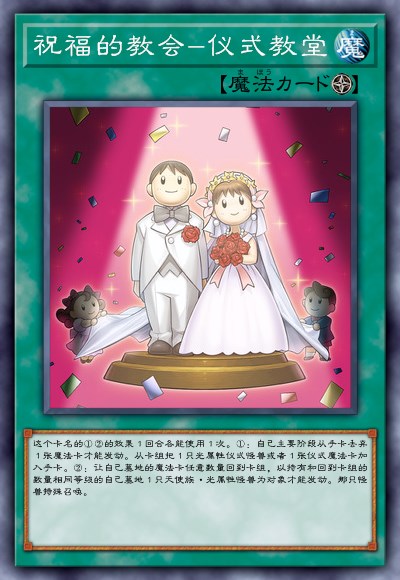 祝福的教会-仪式教堂
魔
【魔法カード】
まほう
这个卡名的①②的效果1回合各能使用1次。①：自己主要阶段从手卡丢弃
1张魔法卡才能发动。从卡组把1只光属性仪式怪兽或者1张仪式魔法卡加
入手卡。②：让自己墓地的魔法卡任意数量回到卡组，以持有和回到卡组的
数量相同等级的自己墓地1只天使族・光属性怪兽为对象才能发动。那只怪
兽特殊召唤。